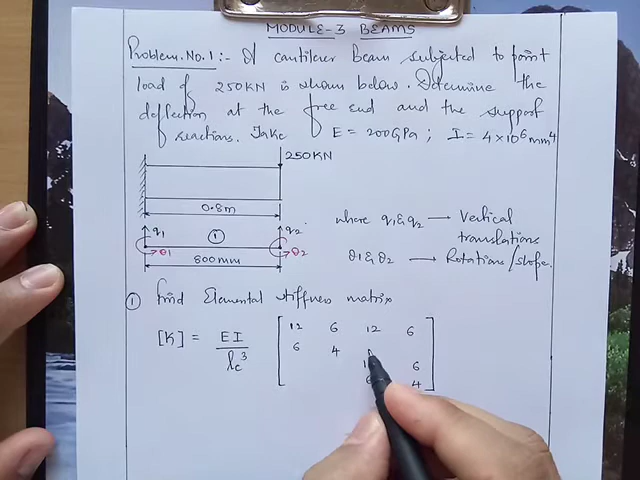 MODULE-3 BEAMS
Problem.No.1:- A cantilever Beam subjected to point
load of 250KN is shown below. Determine the
deflection at the free end and the support
reactions. Take E = 200GPa ; I = 4×10⁶mm⁴
250KN
0.8m
q1 ① q2
θ1 θ2
800mm
where q1 & q2 → Vertical
translations
θ1 & θ2 → Rotations/slope.
① Find Elemental stiffness matrix
[K] = EI/le³
12 6 12 6
6 4
6
6 4